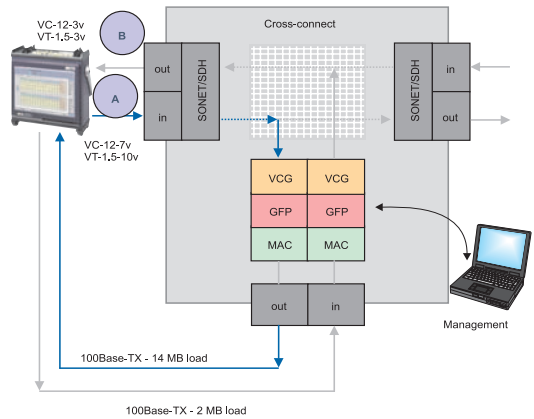 VC-12-3v
VT-1.5-3v
B
Cross-connect
out
SONET/SDH
SONET/SDH
in
A
in
out
VC-12-7v
VT-1.5-10v
VCG
VCG
GFP
GFP
MAC
MAC
out
in
Management
100Base-TX - 14 MB load
100Base-TX - 2 MB load